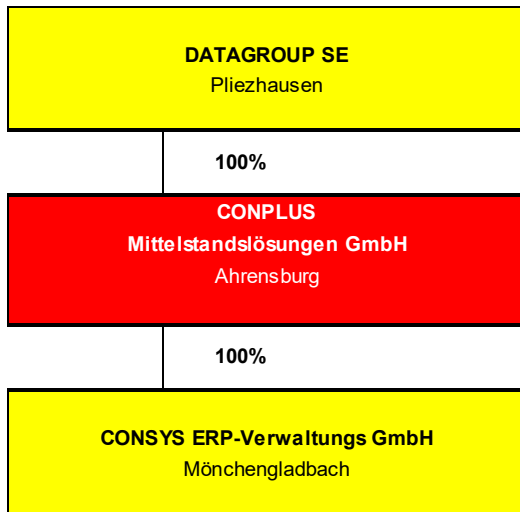 DATAGROUP SE
Pliezhausen
100%
CONPLUS
Mittelstandslösungen GmbH
Ahrensburg
100%
CONSYS ERP-Verwaltungs GmbH
Mönchengladbach